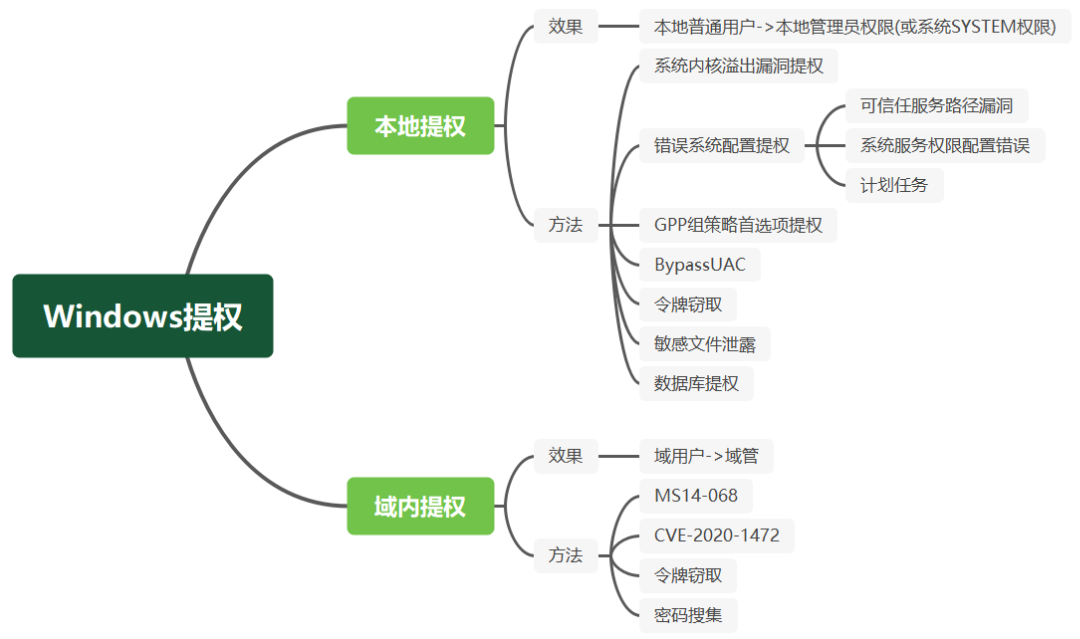 Windows提权
本地提权
效果
本地普通用户->本地管理员权限(或系统SYSTEM权限)
方法
系统内核溢出漏洞提权
错误系统配置提权
可信任服务路径漏洞
系统服务权限配置错误
计划任务
GPP组策略首选项提权
BypassUAC
令牌窃取
敏感文件泄露
数据库提权
域内提权
效果
域用户->域管
方法
MS14-068
CVE-2020-1472
令牌窃取
密码搜集